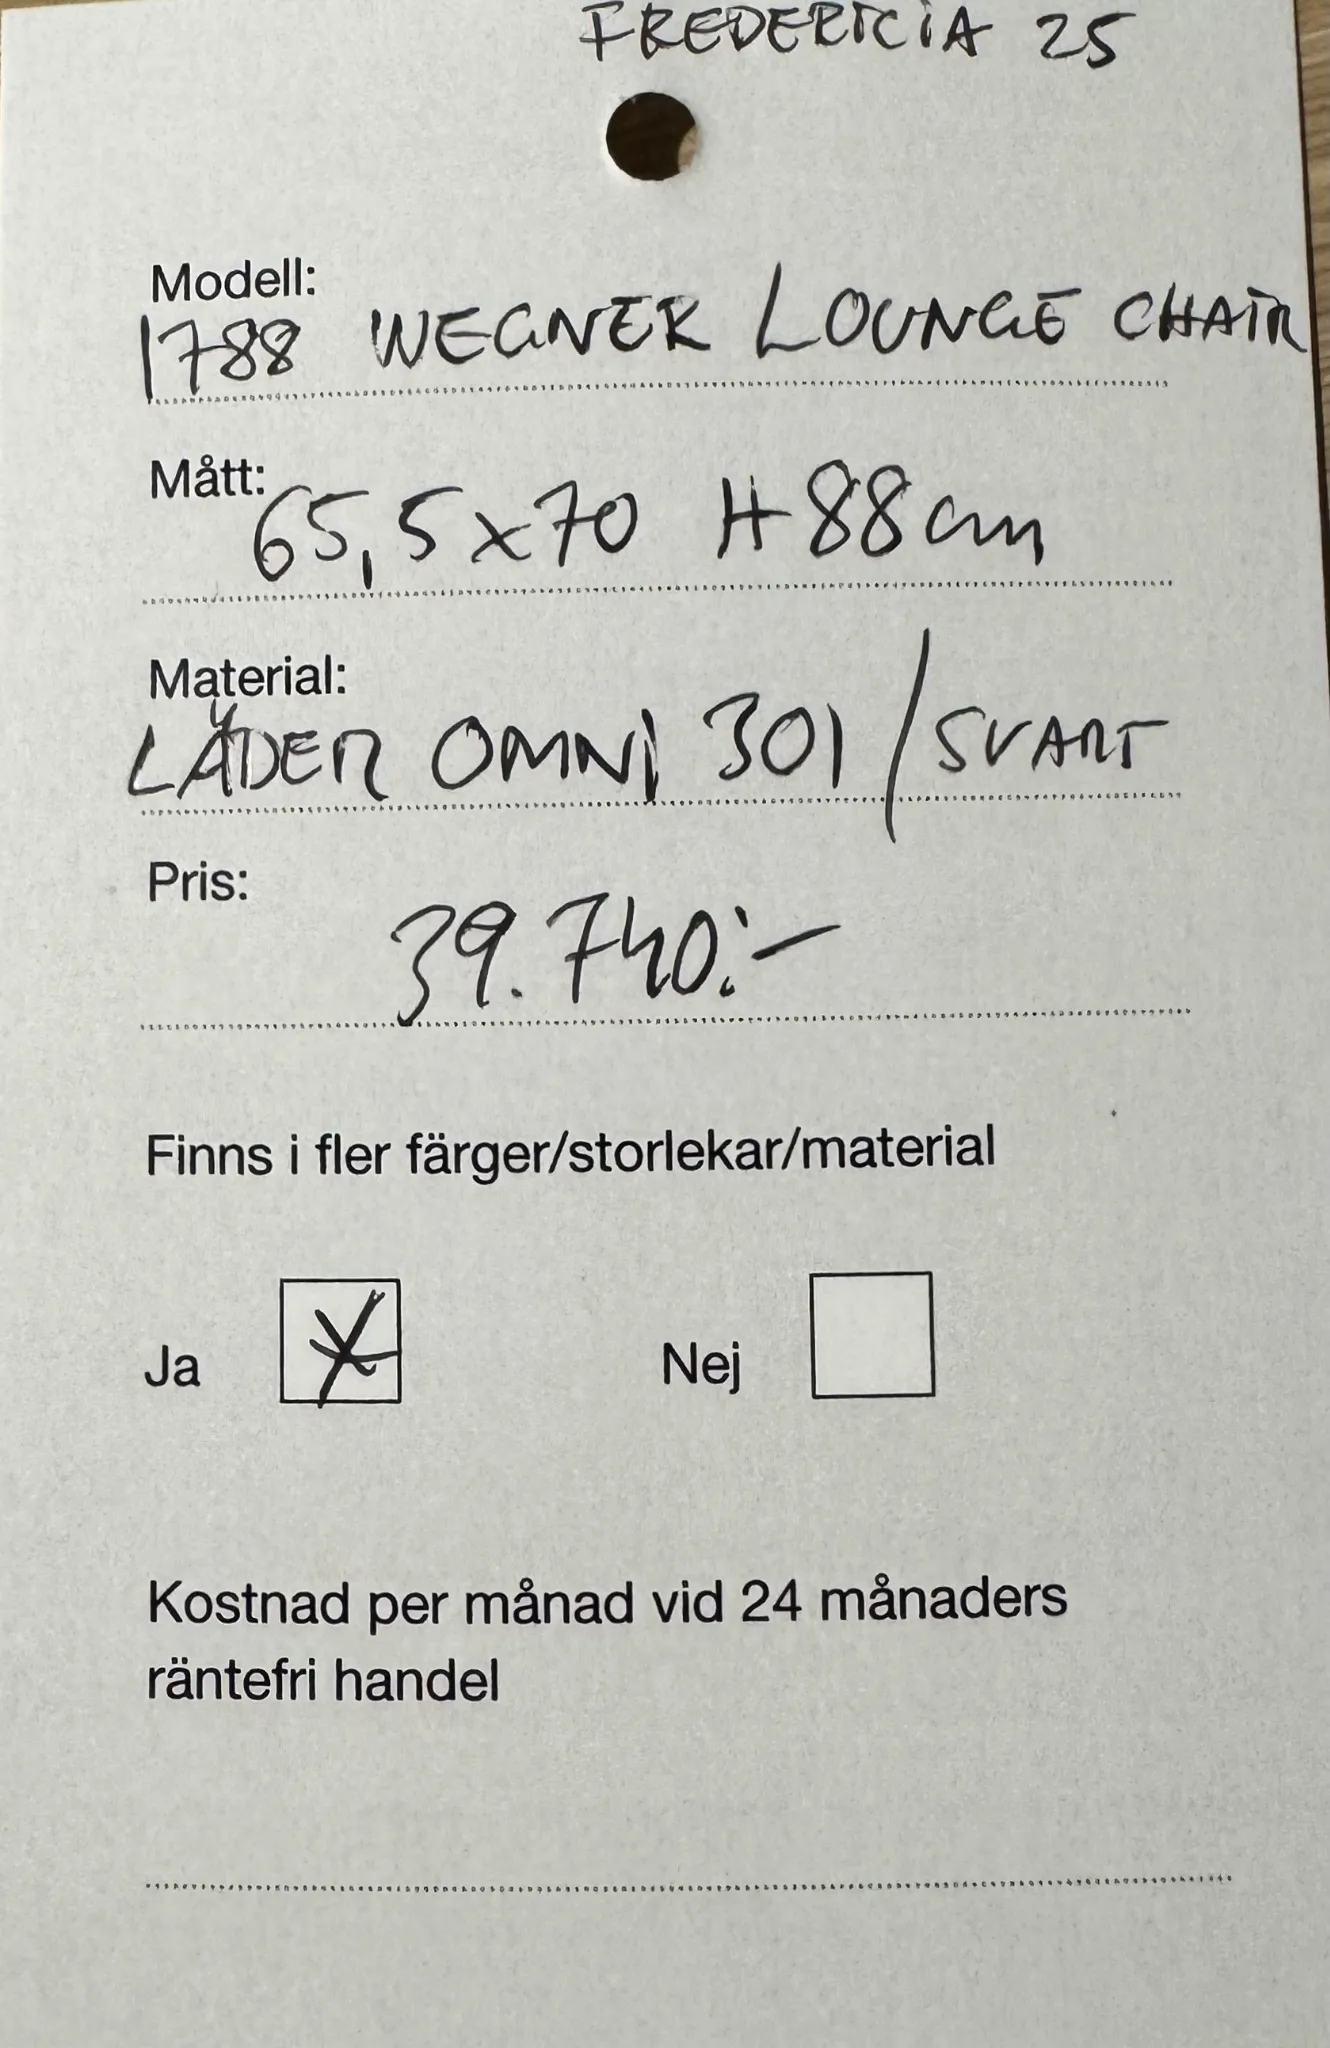 FREDERICIA 25
Modell:
1788 WEGNER LOUNGE CHAIR
Mått:
65,5x70 H88cm
Material:
LÄDER OMNI 301/SVART
Pris:
39.740:-
Finns i fler färger/storlekar/material
Ja Nej
Kostnad per månad vid 24 månaders
räntefri handel